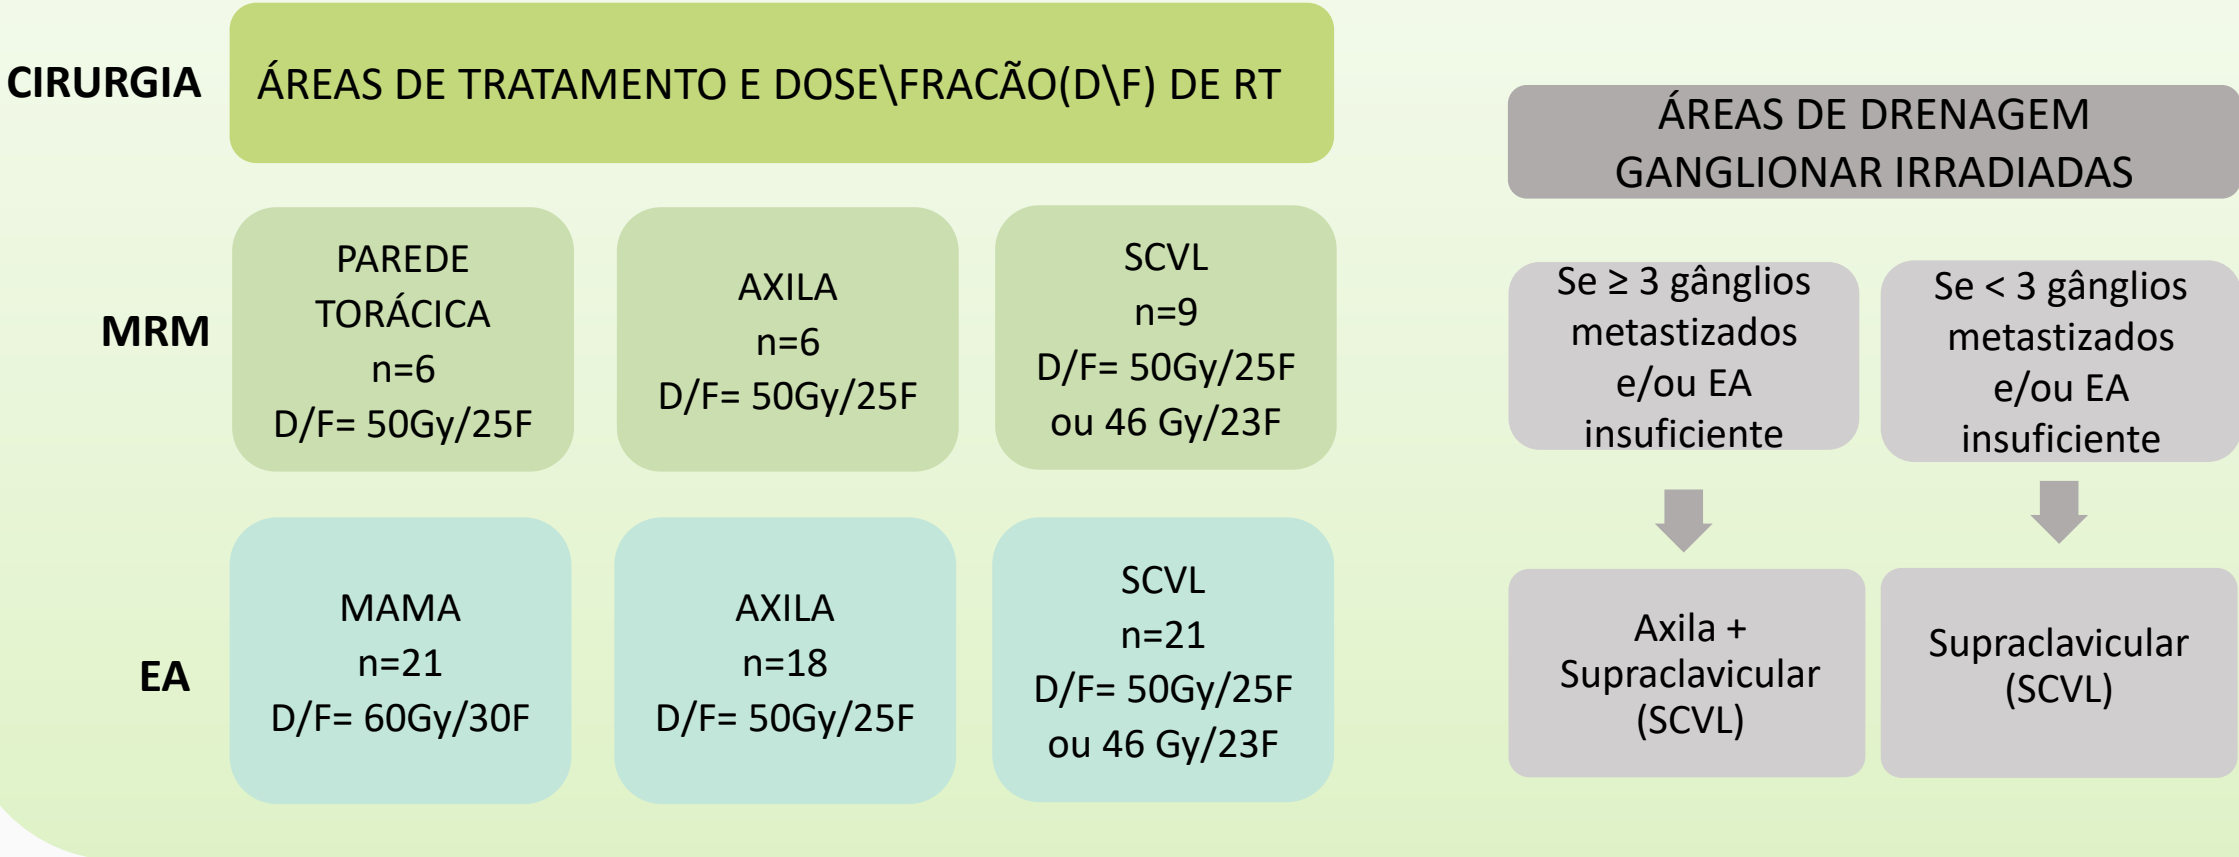 CIRURGIA
ÁREAS DE TRATAMENTO E DOSE\FRACÃO(D\F) DE RT
MRM
PAREDE
TORÁCICA
n=6
D/F= 50Gy/25F
AXILA
n=6
D/F= 50Gy/25F
SCVL
n=9
D/F= 50Gy/25F
ou 46 Gy/23F
EA
MAMA
n=21
D/F= 60Gy/30F
AXILA
n=18
D/F= 50Gy/25F
SCVL
n=21
D/F= 50Gy/25F
ou 46 Gy/23F
ÁREAS DE DRENAGEM
GANGLIONAR IRRADIADAS
Se ≥ 3 gânglios
metastizados
e/ou EA
insuficiente
Se < 3 gânglios
metastizados
e/ou EA
insuficiente
Axila +
Supraclavicular
(SCVL)
Supraclavicular
(SCVL)